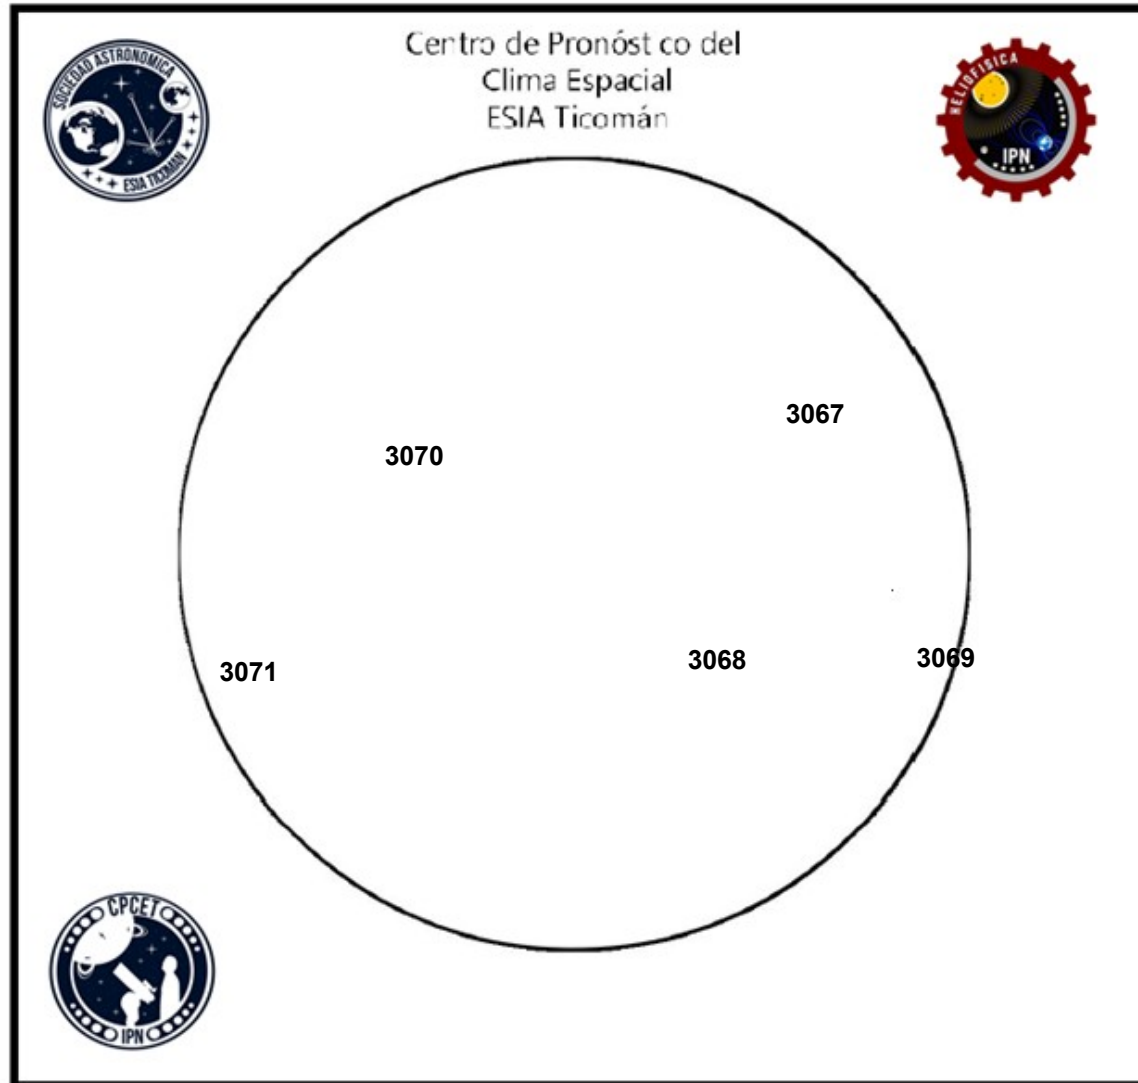 Centro de Pronóst co del
Clima Espacial
ESIA Ticomán
SOCIEDAD ASTRONOMICA
ESIA TICOMAN
HELIOFISICA
IPN
3067
3070
3068
3069
3071
CPCET
IPN